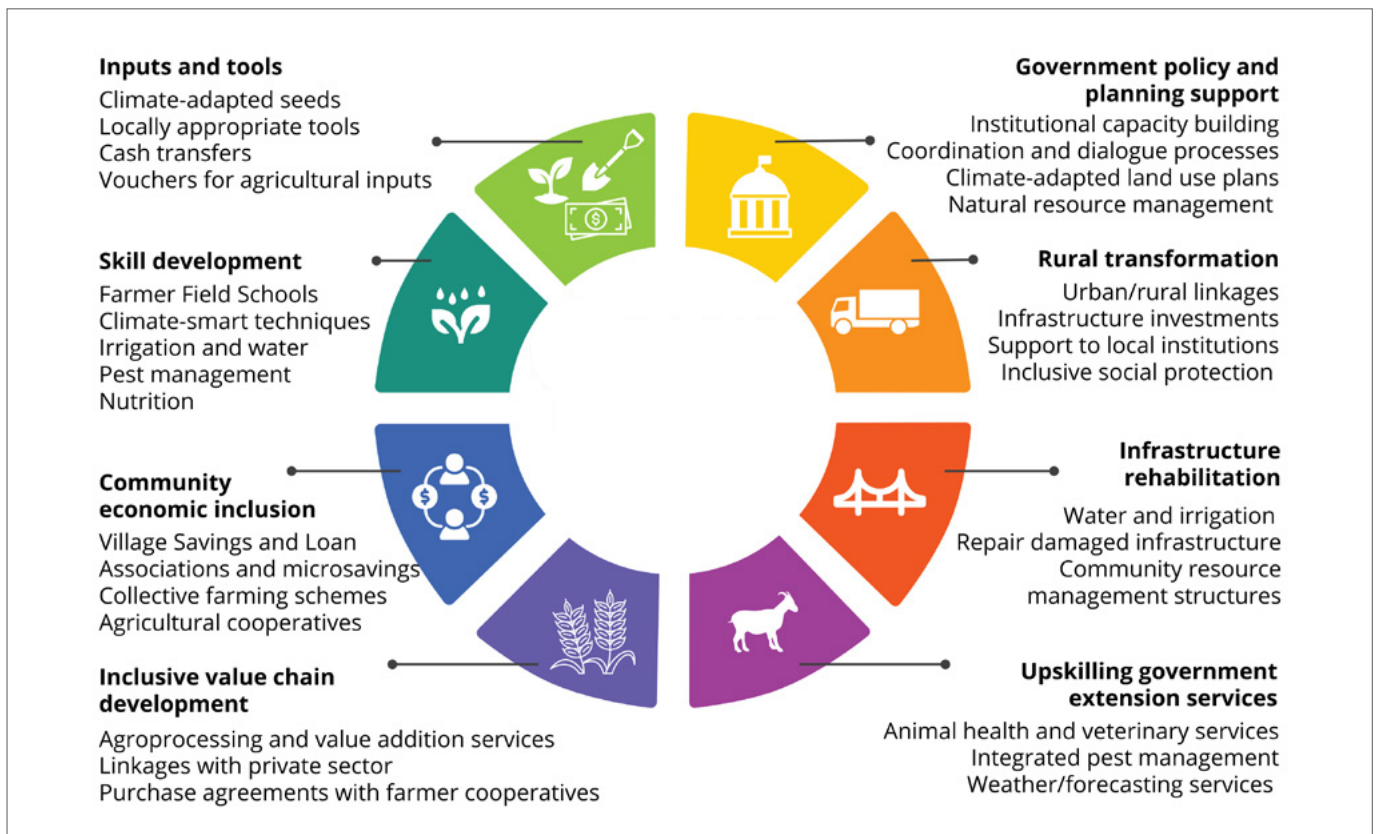 Inputs and tools
Climate-adapted seeds
Locally appropriate tools
Cash transfers
Vouchers for agricultural inputs
Skill development
Farmer Field Schools
Climate-smart techniques
Irrigation and water
Pest management
Nutrition
Community
economic inclusion
Village Savings and Loan
Associations and microsavings
Collective farming schemes
Agricultural cooperatives
Inclusive value chain
development
Agroprocessing and value addition services
Linkages with private sector
Purchase agreements with farmer cooperatives
Government policy and
planning support
Institutional capacity building
Coordination and dialogue processes
Climate-adapted land use plans
Natural resource management
Rural transformation
Urban/rural linkages
Infrastructure investments
Support to local institutions
Inclusive social protection
Infrastructure
rehabilitation
Water and irrigation
Repair damaged infrastructure
Community resource
management structures
Upskilling government
extension services
Animal health and veterinary services
Integrated pest management
Weather/forecasting services